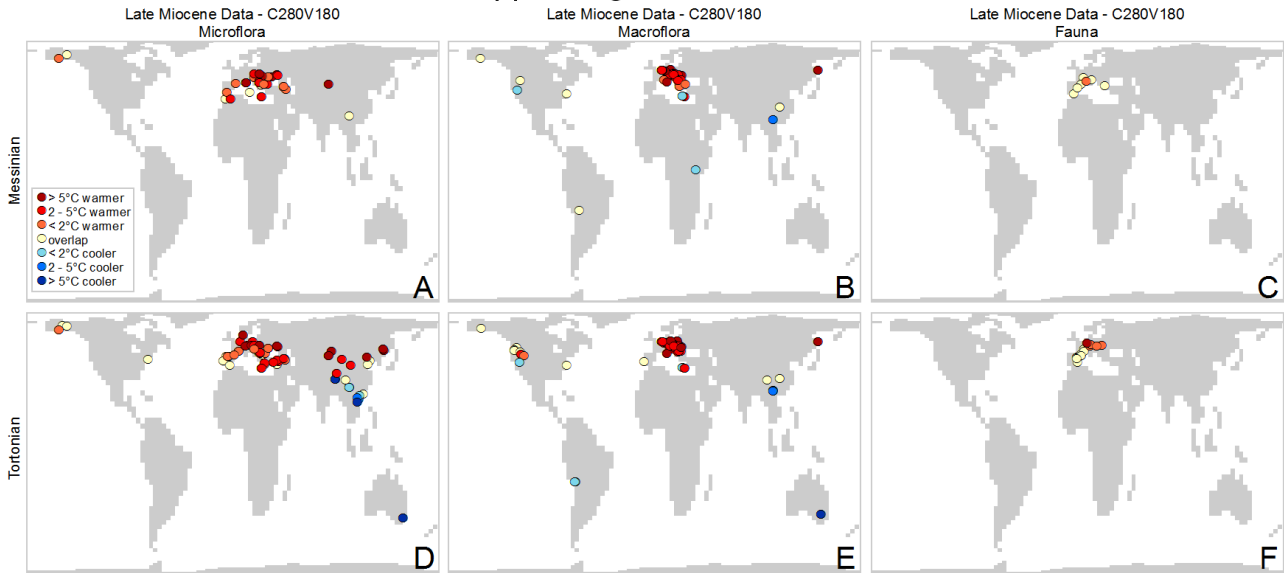 Late Miocene Data - C280V180
Microflora
Late Miocene Data - C280V180
Macroflora
Late Miocene Data - C280V180
Fauna
Messinian
> 5°C warmer
2 - 5°C warmer
< 2°C warmer
overlap
< 2°C cooler
2 - 5°C cooler
> 5°C cooler
A
B
C
Tortonian
D
E
F